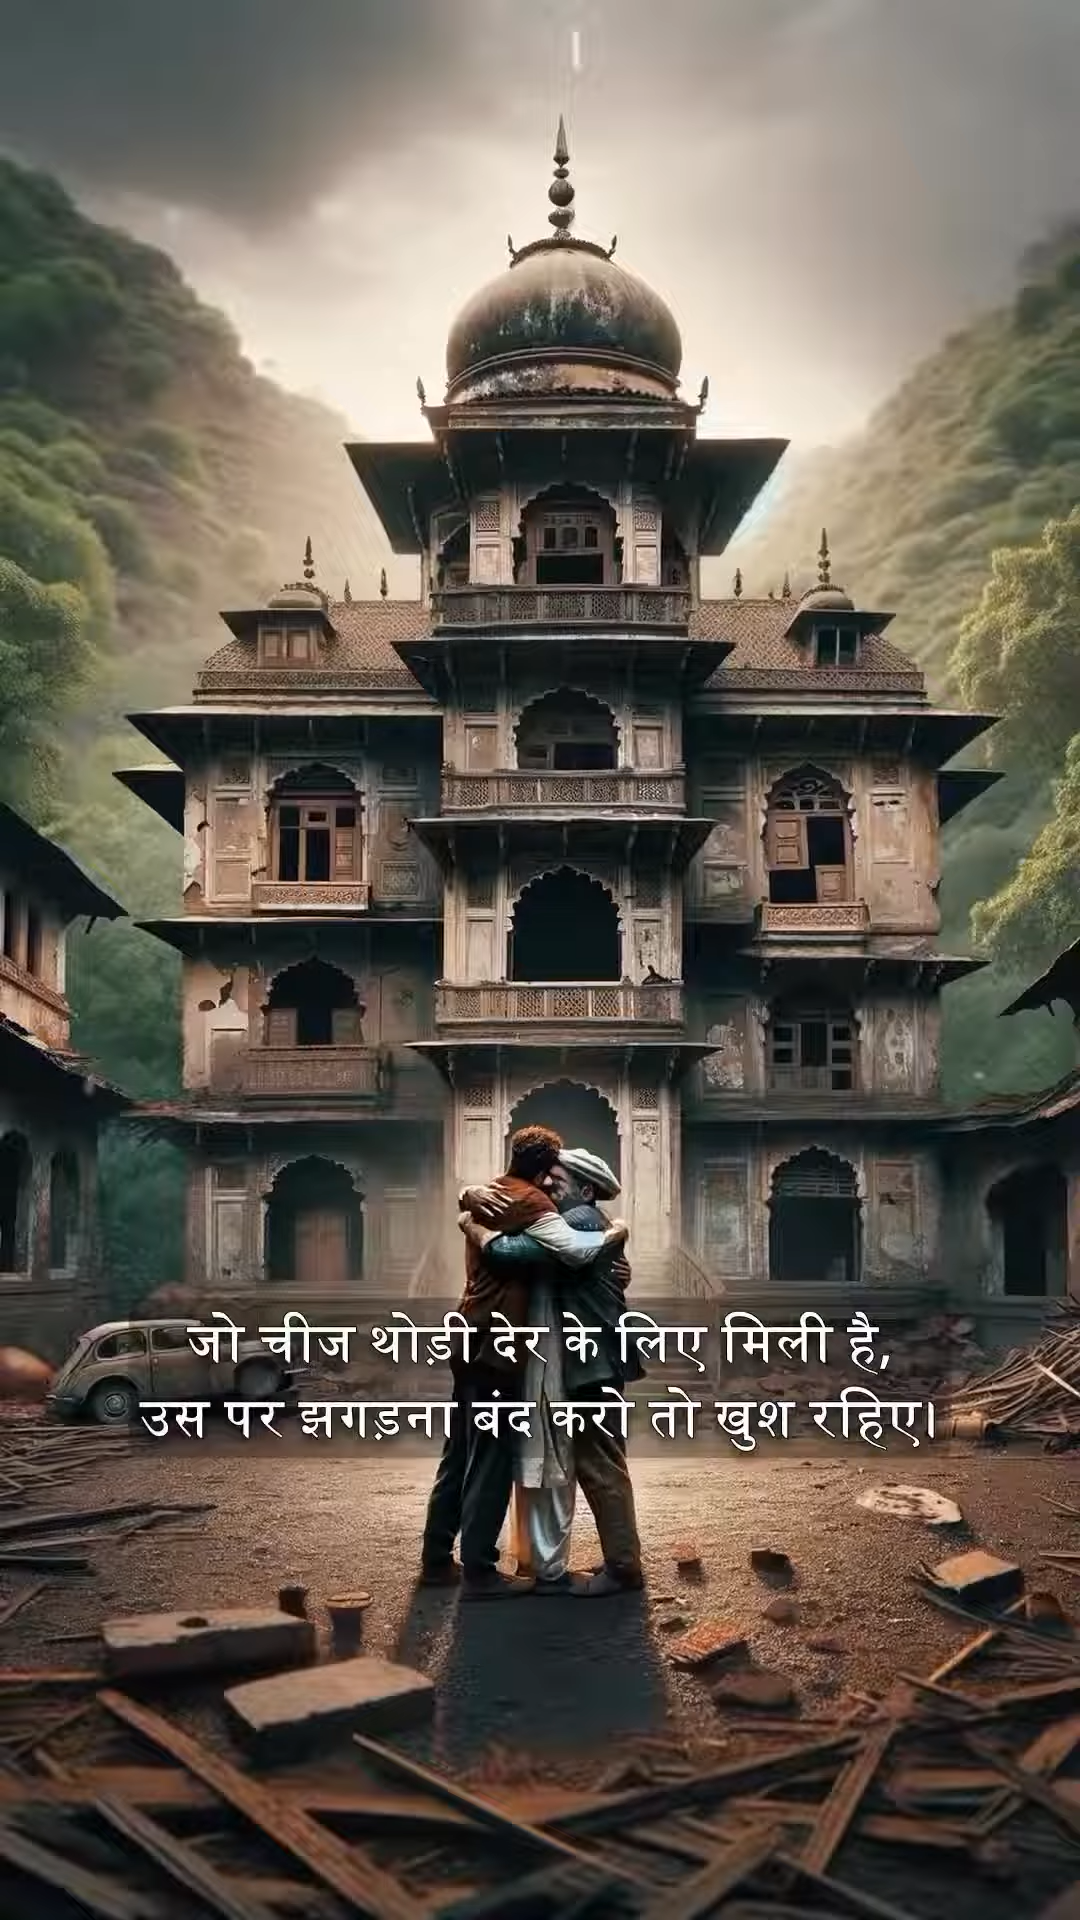 जो चीज थोड़ी देर के लिए मिली है,
उस पर झगड़ना बंद करो तो खुश रहिए।